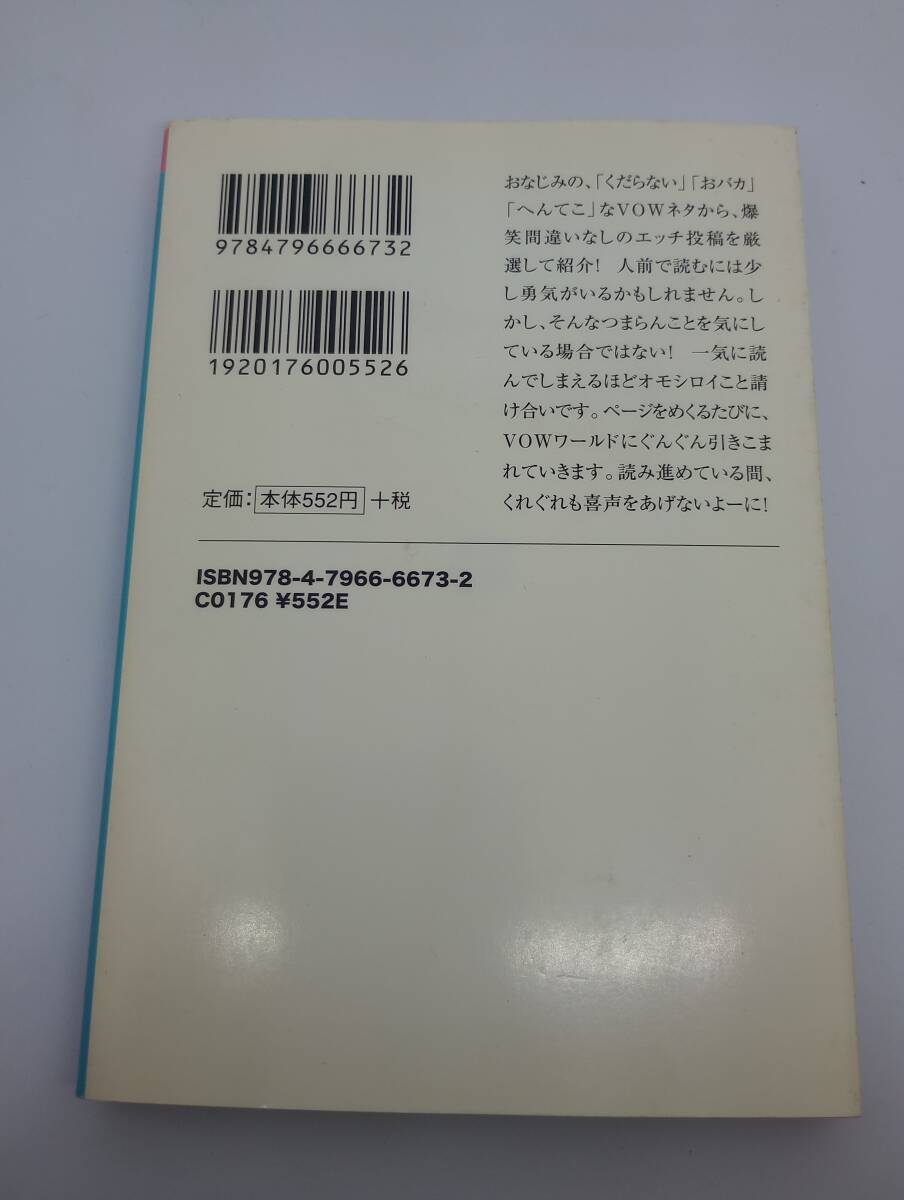 9784796666732
1920176005526
定価：本体552円＋税
おなじみの、「くだらない」「おバカ」
「へんてこ」なVOWネタから、爆
笑間違いなしのエッチ投稿を厳
選して紹介！　人前で読むには少
し勇気がいるかもしれません。し
かし、そんなつまらんことを気にし
ている場合ではない！　一気に読
んでしまえるほどオモシロイこと請
け合いです。ページをめくるたびに、
VOWワールドにぐんぐん引きこま
れていきます。読み進めている間、
くれぐれも喜声をあげないよーに！
ISBN978-4-7966-6673-2
C0176 ¥552E